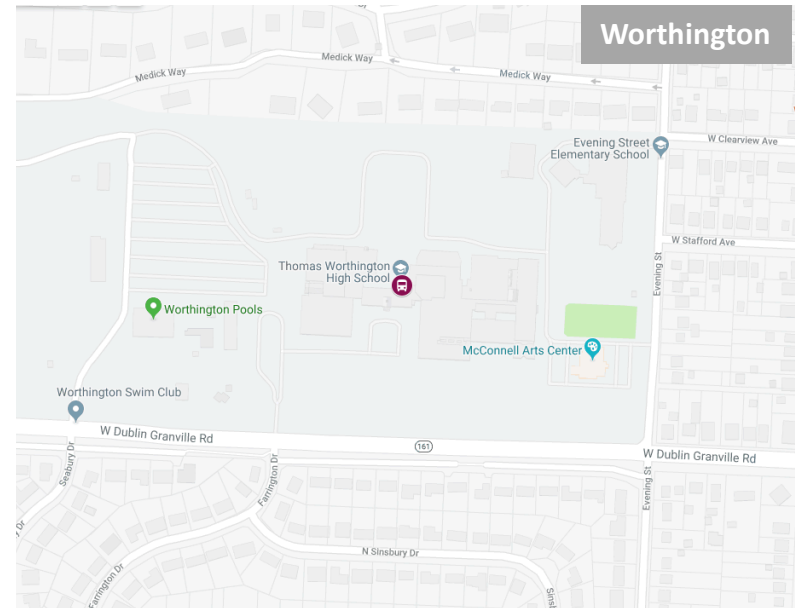 Worthington
Medick Way
Medick Way
Medick Way
Evening Street
Elementary School
W Clearview Ave
W Stafford Ave
Thomas Worthington
High School
Evening St
Worthington Pools
McConnell Arts Center
Worthington Swim Club
W Dublin Granville Rd
161
W Dublin Granville Rd
Seabury Dr
Farrington Dr
Evening St
N Sinsbury Dr
Farrington Dr
Dr
Sinsb